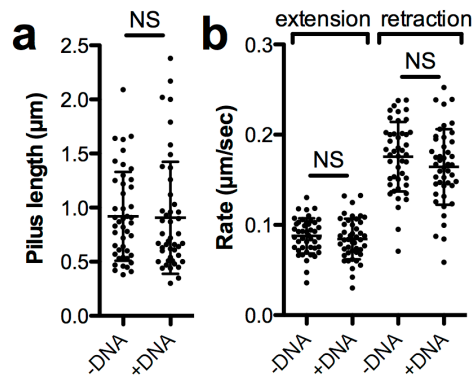 a
NS
Pilus length (µm)
2.5
2.0
1.5
1.0
0.5
0.0
-DNA
+DNA
b
extension retraction
NS
NS
Rate (µm/sec)
0.3
0.2
0.1
0.0
-DNA
+DNA
-DNA
+DNA